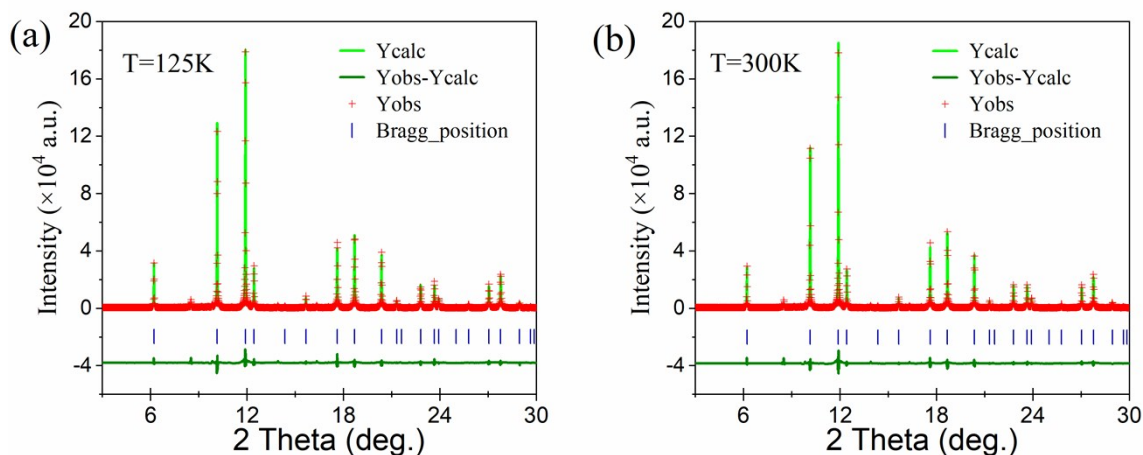 (a)
T=125K
Ycalc
Yobs-Ycalc
Yobs
Bragg_position
20
16
12
8
4
0
-4
Intensity (×10⁴ a.u.)
6 12 18 24 30
2 Theta (deg.)
(b)
T=300K
Ycalc
Yobs-Ycalc
Yobs
Bragg_position
20
16
12
8
4
0
-4
Intensity (×10⁴ a.u.)
6 12 18 24 30
2 Theta (deg.)